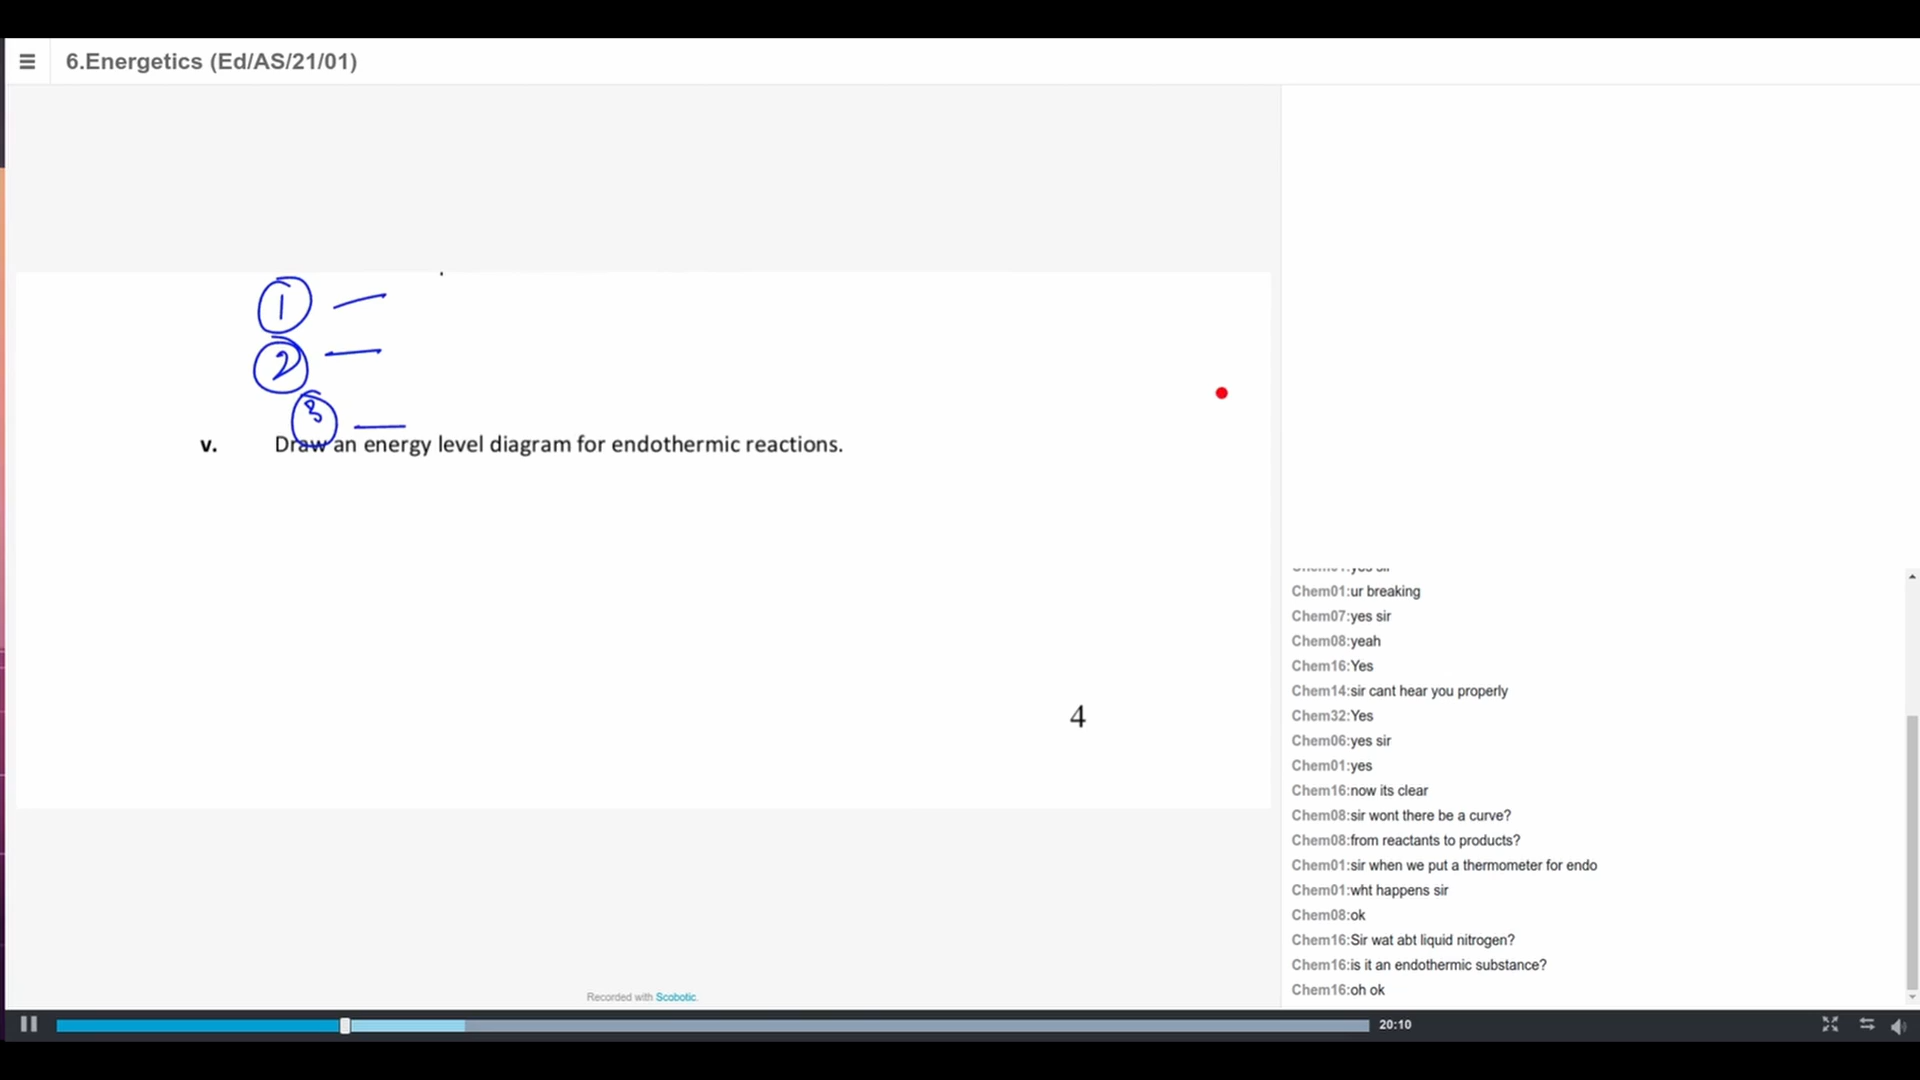 6.Energetics (Ed/AS/21/01)
1
2
3
v. Draw an energy level diagram for endothermic reactions.
4
Recorded with Scobotic.
yes sir
Chem01:ur breaking
Chem07:yes sir
Chem08:yeah
Chem16:Yes
Chem14:sir cant hear you properly
Chem32:Yes
Chem06:yes sir
Chem01:yes
Chem16:now its clear
Chem08:sir wont there be a curve?
Chem08:from reactants to products?
Chem01:sir when we put a thermometer for endo
Chem01:wht happens sir
Chem08:ok
Chem16:Sir wat abt liquid nitrogen?
Chem16:is it an endothermic substance?
Chem16:oh ok
20:10